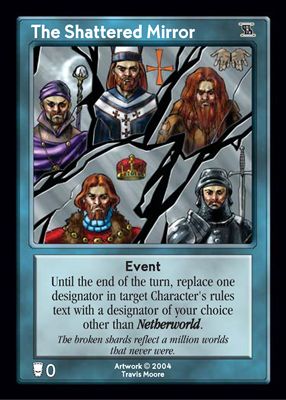 The Shattered Mirror
Event
Until the end of the turn, replace one
designator in target Character's rules
text with a designator of your choice
other than Netherworld.
The broken shards reflect a million worlds
that never were.
0
Artwork © 2004
Travis Moore